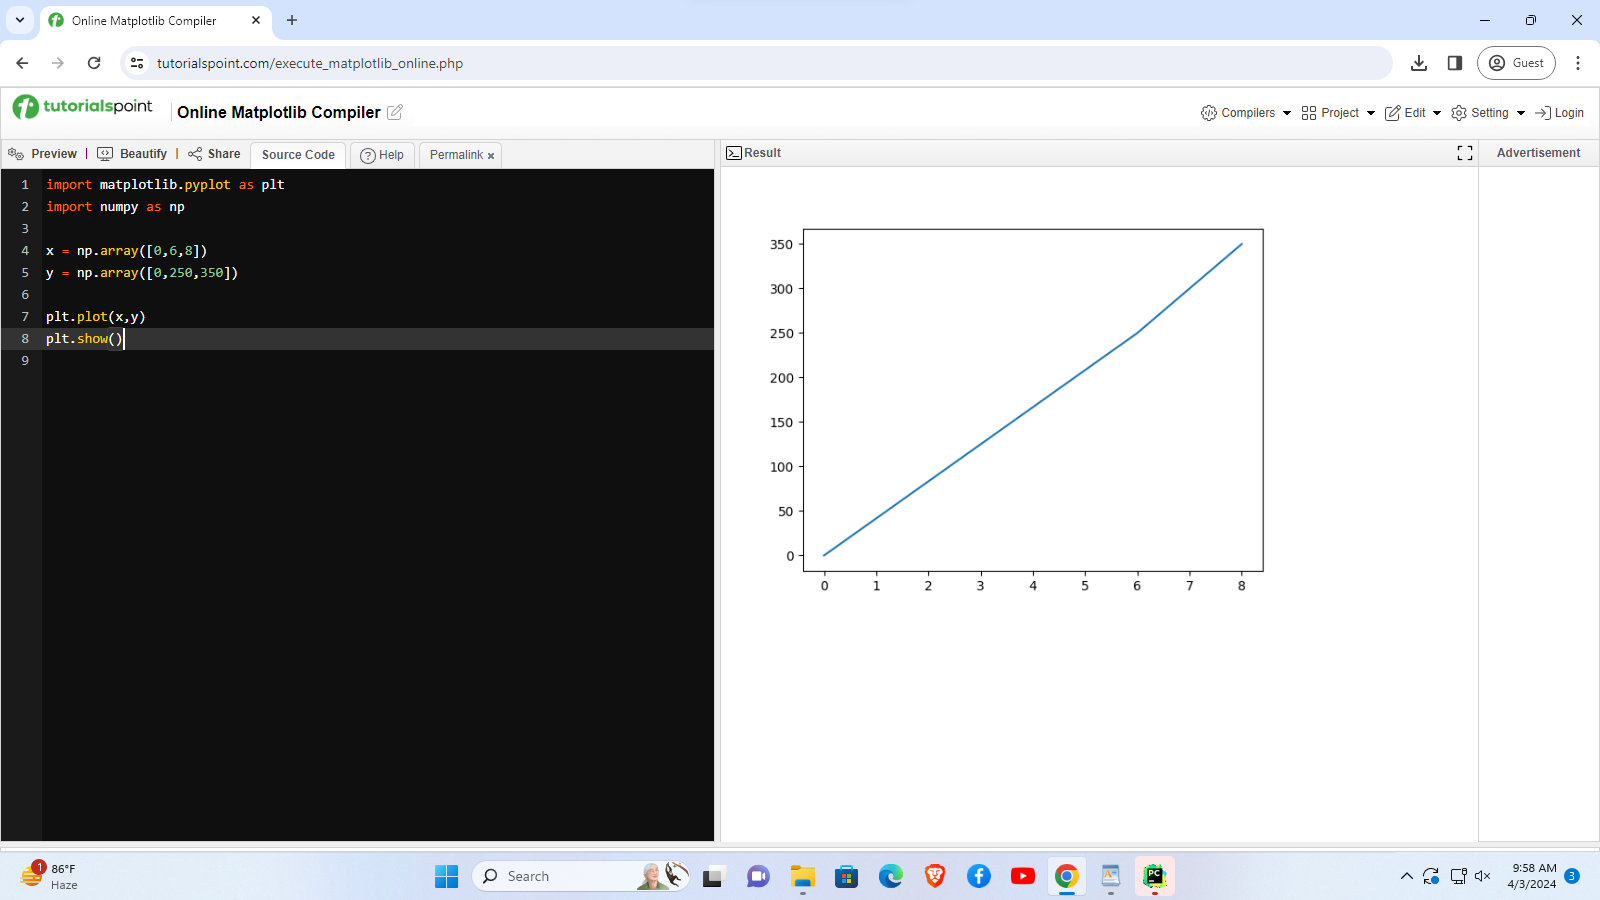 Online Matplotlib Compiler
tutorialspoint.com/execute_matplotlib_online.php
Guest
tutorialspoint
Online Matplotlib Compiler
Compilers
Project
Edit
Setting
Login
Preview
Beautify
Share
Source Code
Help
Permalink x
Result
Advertisement
1 import matplotlib.pyplot as plt
2 import numpy as np
3
4 x = np.array([0,6,8])
5 y = np.array([0,250,350])
6
7 plt.plot(x,y)
8 plt.show()
9
350
300
250
200
150
100
50
0
0 1 2 3 4 5 6 7 8
1
86°F
Haze
Search
PC
9:58 AM
4/3/2024
3